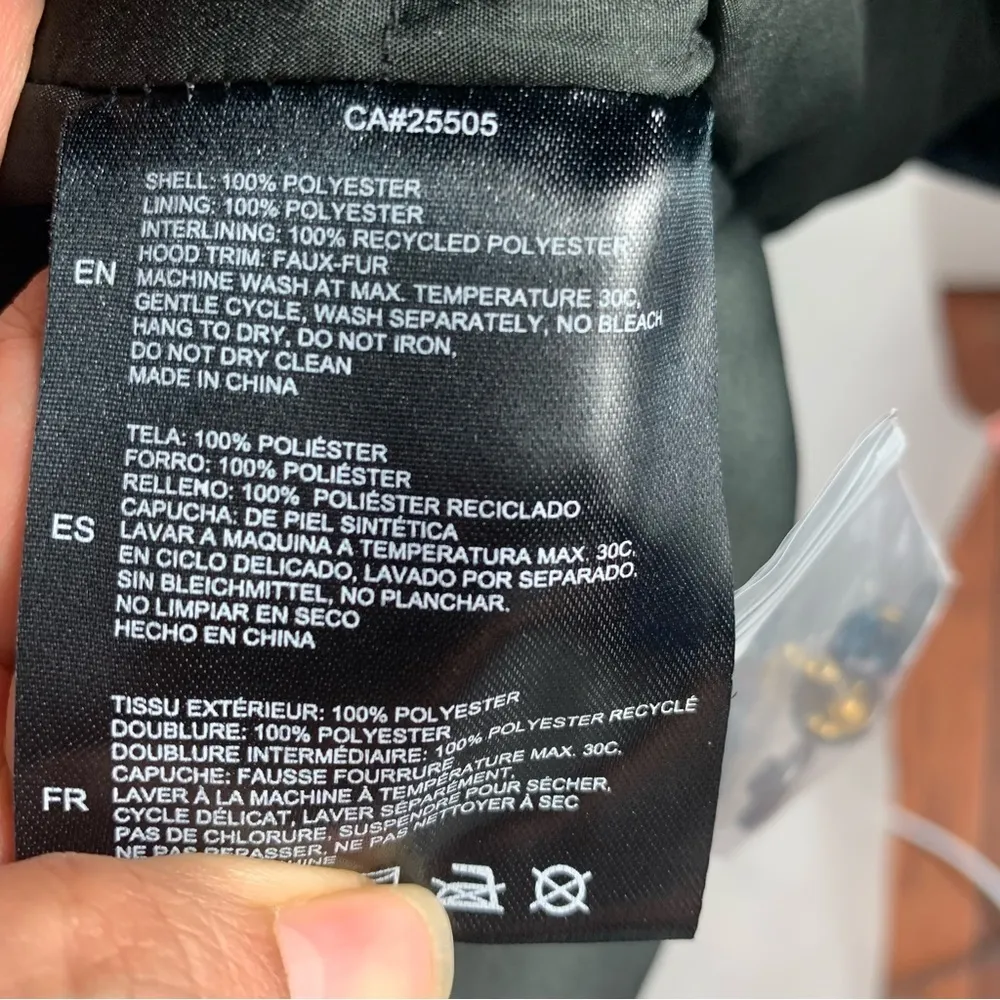 CA#25505
EN
SHELL: 100% POLYESTER
LINING: 100% POLYESTER
INTERLINING: 100% RECYCLED POLYESTER
HOOD TRIM: FAUX-FUR
MACHINE WASH AT MAX. TEMPERATURE 30C,
GENTLE CYCLE, WASH SEPARATELY, NO BLEACH
HANG TO DRY, DO NOT IRON,
DO NOT DRY CLEAN
MADE IN CHINA
ES
TELA: 100% POLIÉSTER
FORRO: 100% POLIÉSTER
RELLENO: 100% POLIÉSTER RECICLADO
CAPUCHA: DE PIEL SINTÉTICA
LAVAR A MAQUINA A TEMPERATURA MAX. 30C,
EN CICLO DELICADO, LAVADO POR SEPARADO.
SIN BLEICHMITTEL, NO PLANCHAR.
NO LIMPIAR EN SECO
HECHO EN CHINA
FR
TISSU EXTÉRIEUR: 100% POLYESTER
DOUBLURE: 100% POLYESTER
DOUBLURE INTERMÉDIAIRE: 100% POLYESTER RECYCLÉ
CAPUCHE: FAUSSE FOURRURE
LAVER À LA MACHINE À TEMPÉRATURE MAX. 30C,
CYCLE DÉLICAT, LAVER SÉPARÉMENT,
PAS DE CHLORURE, SUSPENDRE POUR SÉCHER,
NE PAS REPASSER, NE PAS NETTOYER À SEC